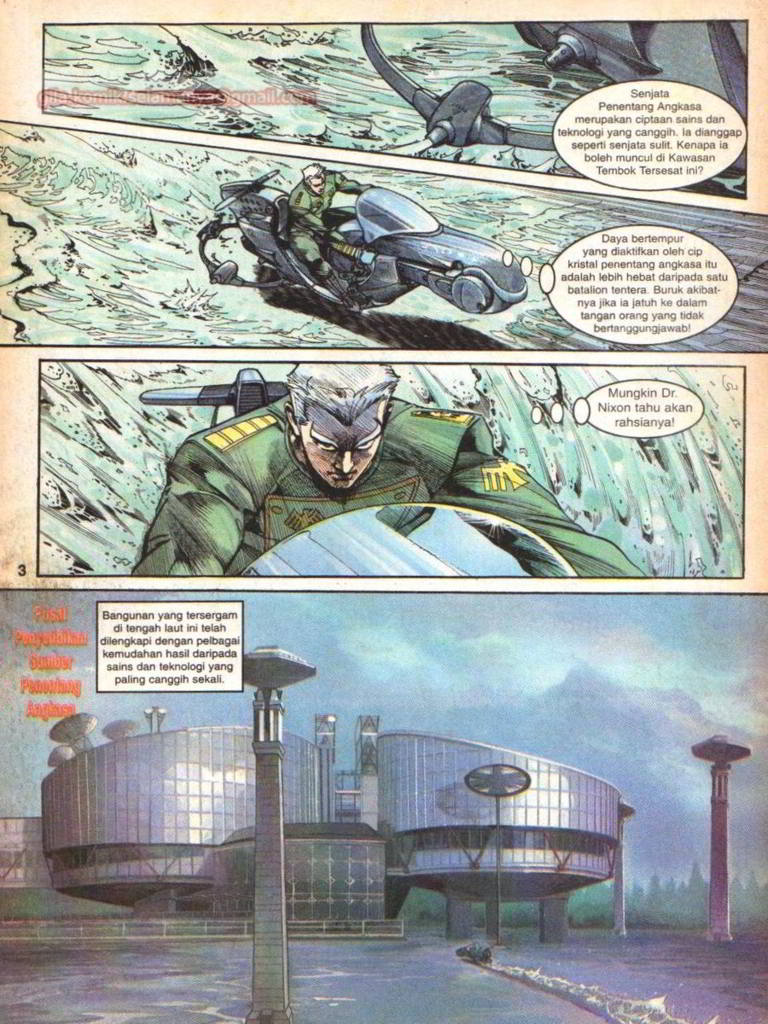 Senjata
Penentang Angkasa
merupakan ciptaan sains dan
teknologi yang canggih. Ia dianggap
seperti senjata sulit. Kenapa ia
boleh muncul di Kawasan
Tembok Tersesat ini?
Daya bertempur
yang diaktifkan oleh cip
kristal penentang angkasa itu
adalah lebih hebat daripada satu
batalion tentera. Buruk akibat-
nya jika ia jatuh ke dalam
tangan orang yang tidak
bertanggungjawab!
Mungkin Dr.
Nixon tahu akan
rahsianya!
3
Pusat
Penyelidikan
Sumber
Penentang
Angkasa
Bangunan yang tersergam
di tengah laut ini telah
dilengkapi dengan pelbagai
kemudahan hasil daripada
sains dan teknologi yang
paling canggih sekali.